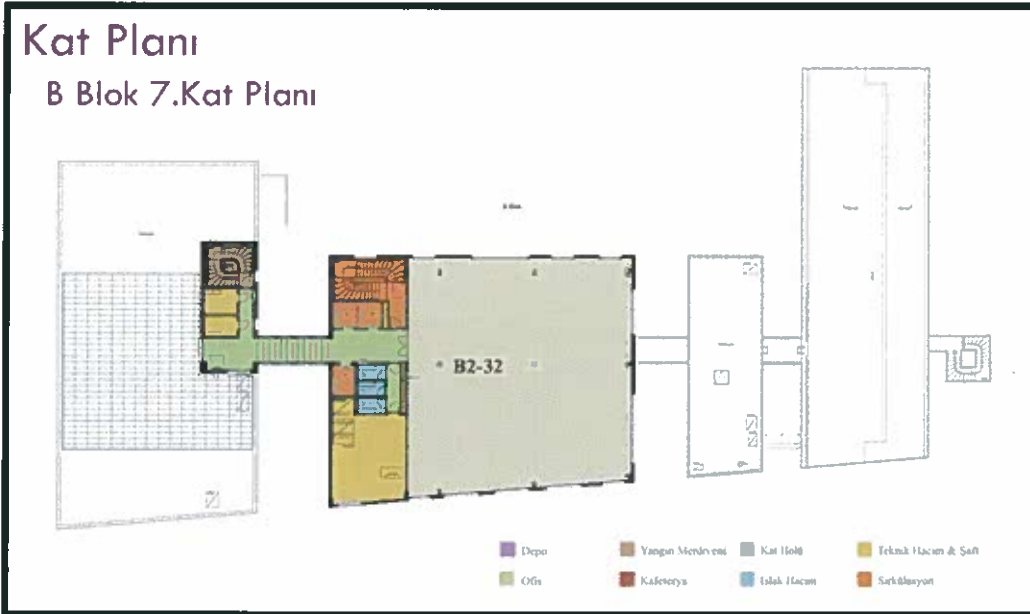 Kat Planı
B Blok 7.Kat Planı
B2-32
Depo
Yangın Merdiveni
Kat Holü
Teknik Hacim & Şaft
Ofis
Kafeterya
Islak Hacim
Sirkülasyon